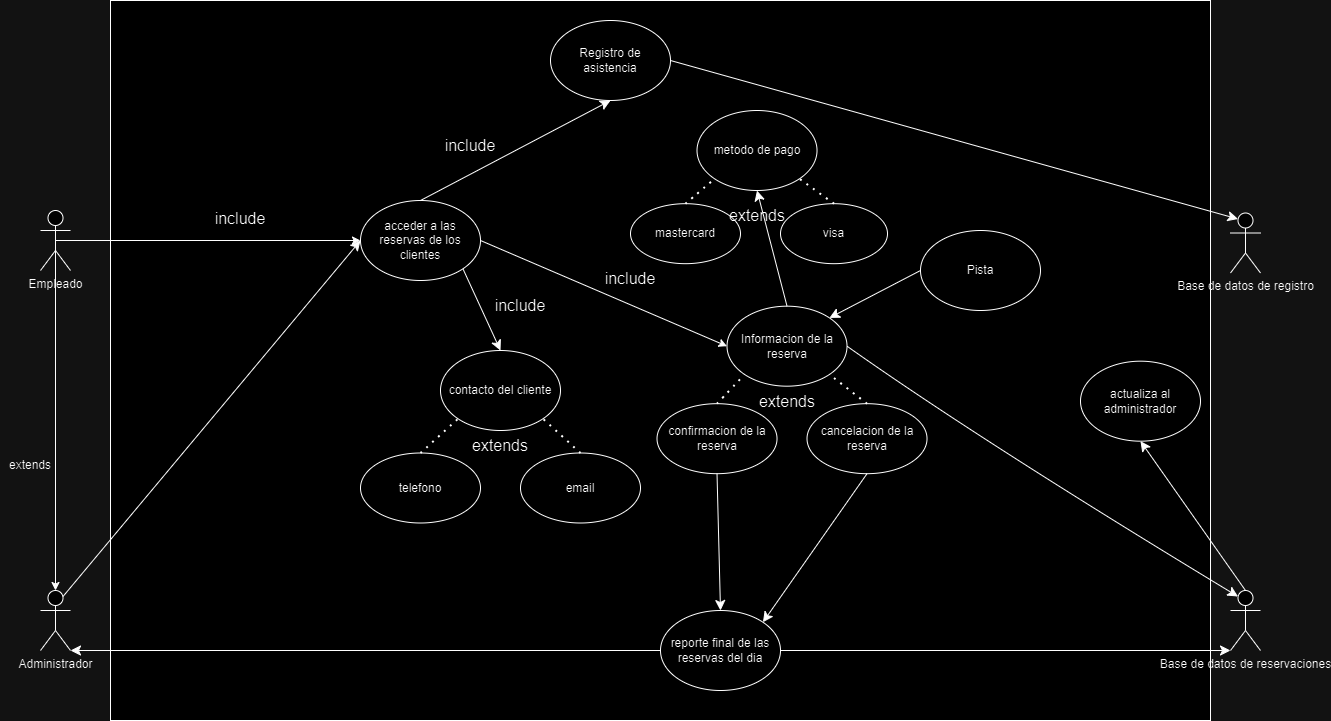 Registro de
asistencia
include
metodo de pago
include
extends
mastercard
visa
acceder a las
reservas de los
clientes
Pista
Empleado
Base de datos de registro
include
include
Informacion de la
reserva
contacto del cliente
actualiza al
administrador
extends
confirmacion de la
reserva
cancelacion de la
reserva
extends
extends
telefono
email
reporte final de las
reservas del dia
Administrador
Base de datos de reservaciones